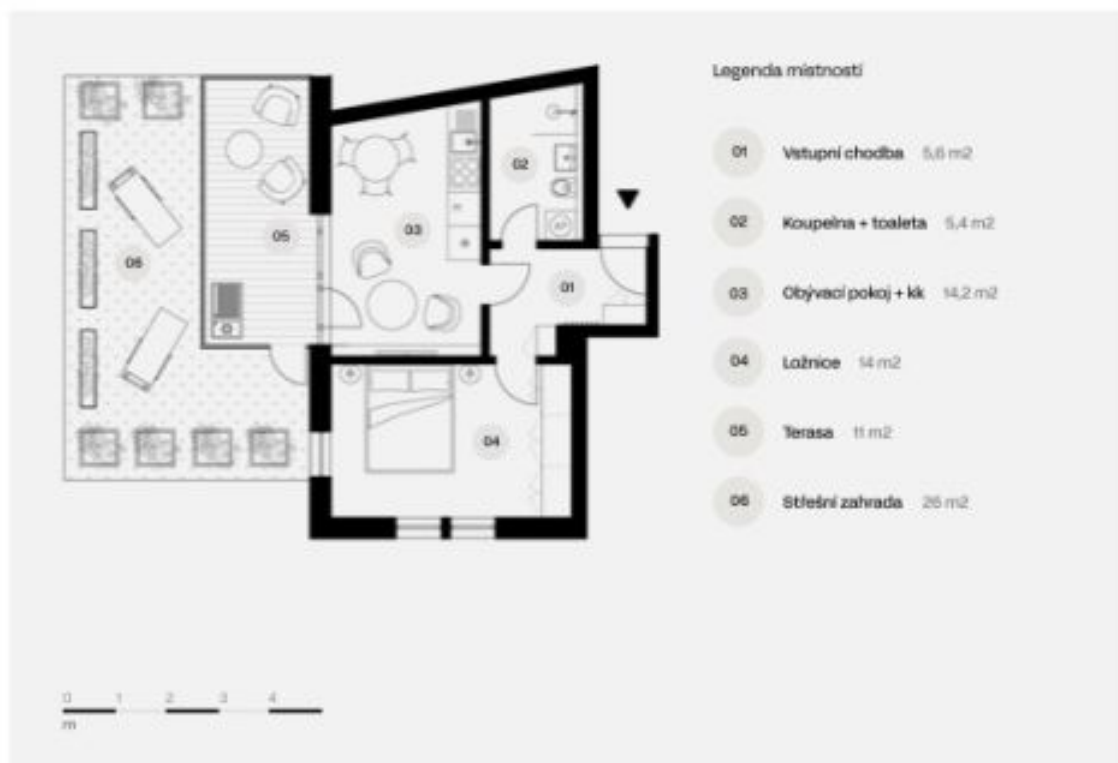 Legenda místností
01 Vstupní chodba 5,6 m2
02 Koupelna + toaleta 5,4 m2
03 Obývací pokoj + kk 14,2 m2
04 Ložnice 14 m2
05 Terasa 11 m2
06 Střešní zahrada 26 m2
02
03
05
06
01
04
0 1 2 3 4
m